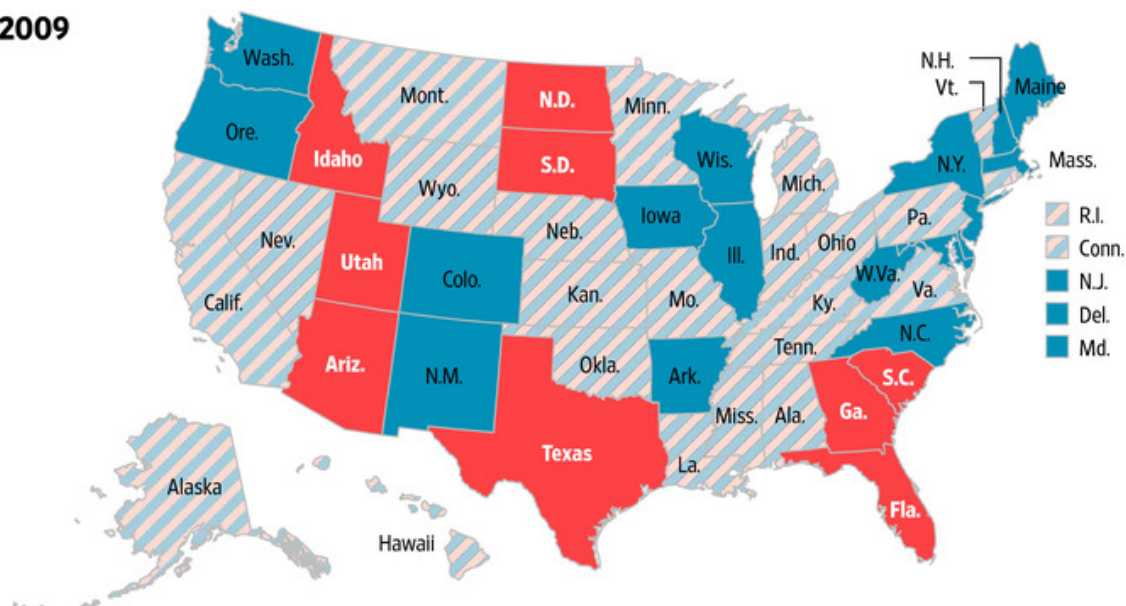 2009
Wash.
N.H.
Vt.
Maine
Mont.
N.D.
Minn.
Ore.
Idaho
S.D.
Wis.
N.Y.
Mass.
Wyo.
Mich.
Iowa
Pa.
R.I.
Nev.
Neb.
Ill.
Ind.
Ohio
Conn.
Utah
Colo.
W.Va.
N.J.
Calif.
Kan.
Mo.
Ky.
Va.
Del.
N.C.
Md.
Ariz.
N.M.
Okla.
Ark.
Tenn.
S.C.
Miss.
Ala.
Ga.
Texas
La.
Alaska
Fla.
Hawaii